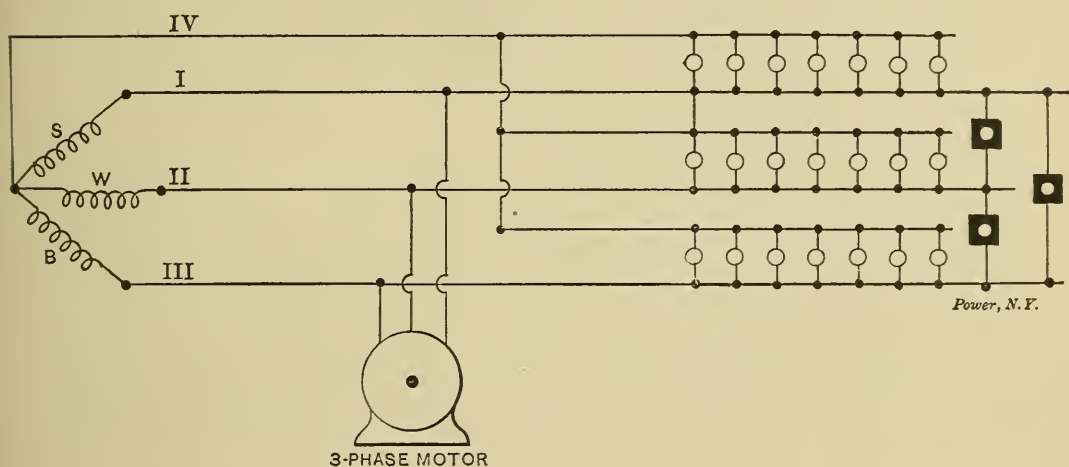 IV
I
S
W
II
B
III
Power, N.Y.
3-PHASE MOTOR